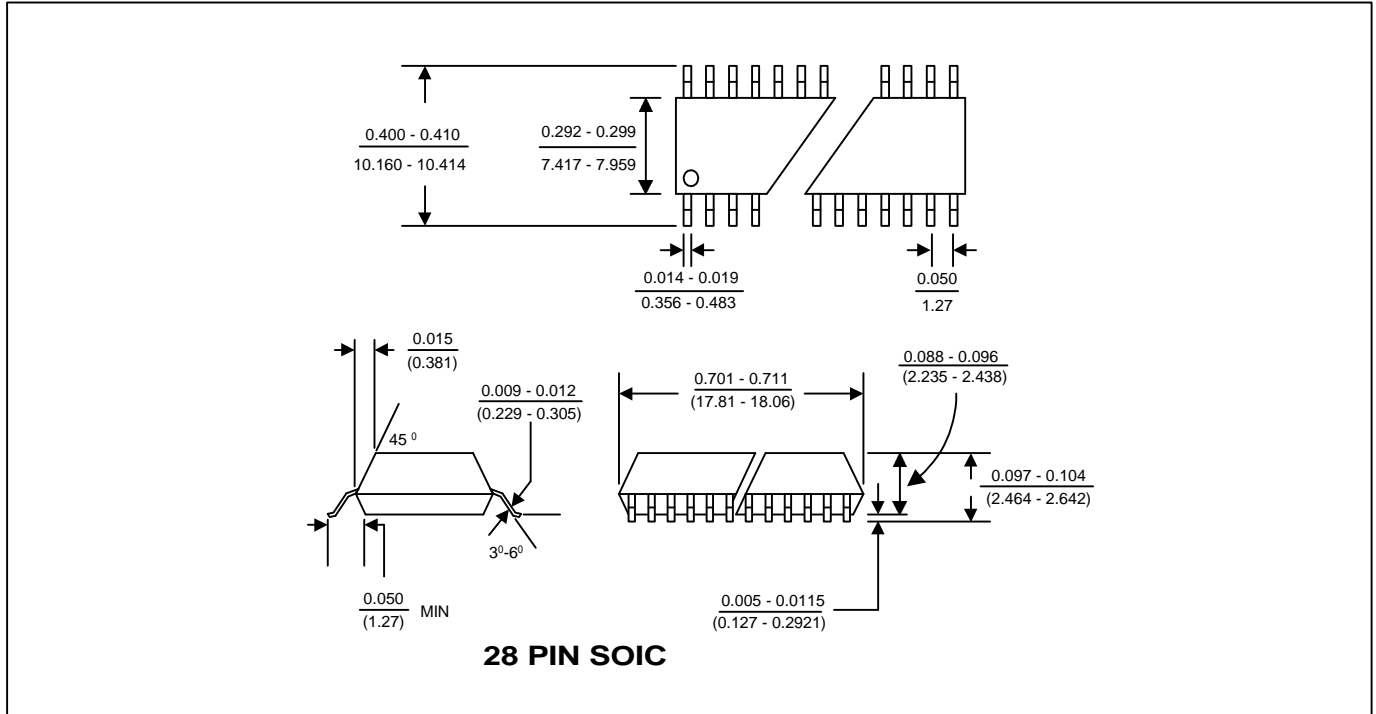 0.400 - 0.410
10.160 - 10.414
0.292 - 0.299
7.417 - 7.959
0.014 - 0.019
0.356 - 0.483
0.050
1.27
0.015
(0.381)
0.009 - 0.012
(0.229 - 0.305)
45 ⁰
3⁰-6⁰
0.050
(1.27)
MIN
0.701 - 0.711
(17.81 - 18.06)
0.088 - 0.096
(2.235 - 2.438)
0.097 - 0.104
(2.464 - 2.642)
0.005 - 0.0115
(0.127 - 0.2921)
28 PIN SOIC